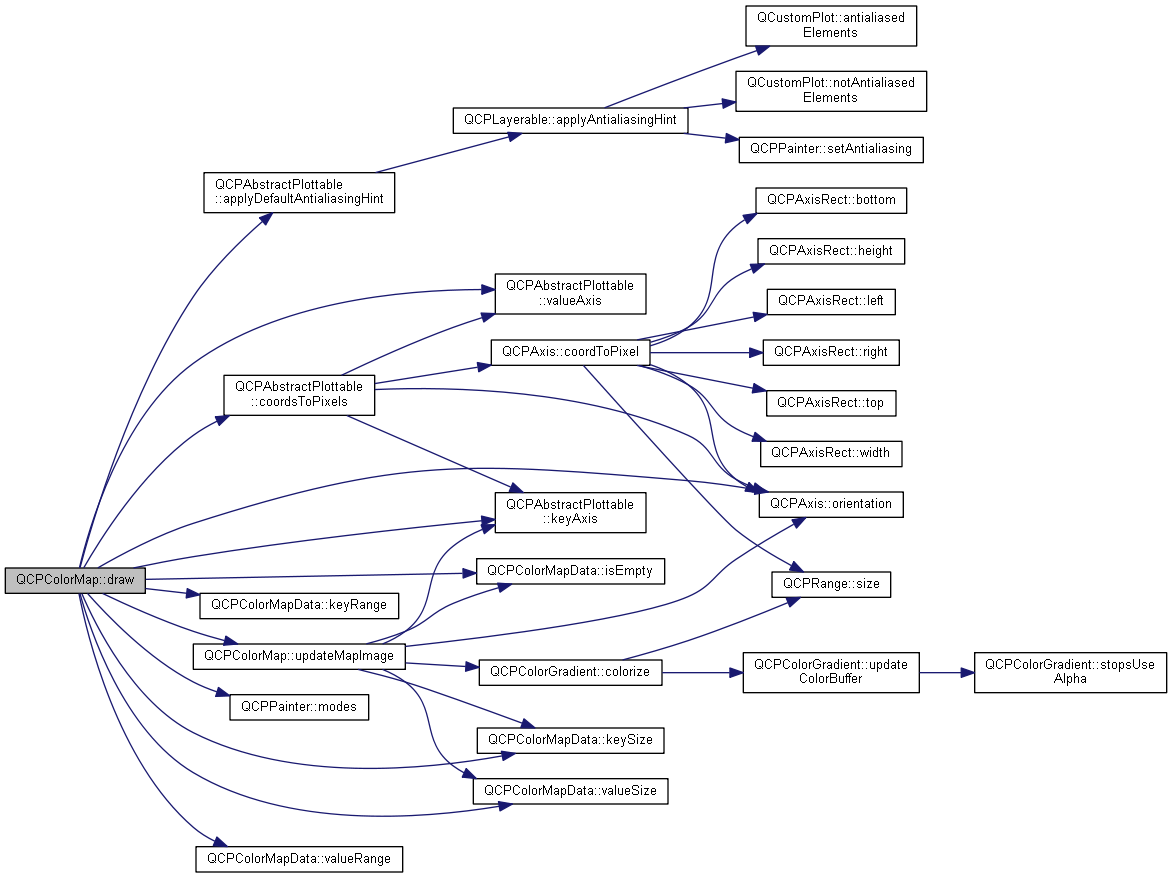 QCustomPlot::antialiased
Elements
QCustomPlot::notAntialiased
Elements
QCPLayerable::applyAntialiasingHint
QCPPainter::setAntialiasing
QCPAbstractPlottable
::applyDefaultAntialiasingHint
QCPAxisRect::bottom
QCPAxisRect::height
QCPAbstractPlottable
::valueAxis
QCPAxisRect::left
QCPAxis::coordToPixel
QCPAxisRect::right
QCPAbstractPlottable
::coordsToPixels
QCPAxisRect::top
QCPAxisRect::width
QCPAbstractPlottable
::keyAxis
QCPAxis::orientation
QCPColorMap::draw
QCPColorMapData::isEmpty
QCPRange::size
QCPColorMapData::keyRange
QCPColorMap::updateMapImage
QCPColorGradient::colorize
QCPColorGradient::update
ColorBuffer
QCPColorGradient::stopsUse
Alpha
QCPPainter::modes
QCPColorMapData::keySize
QCPColorMapData::valueSize
QCPColorMapData::valueRange